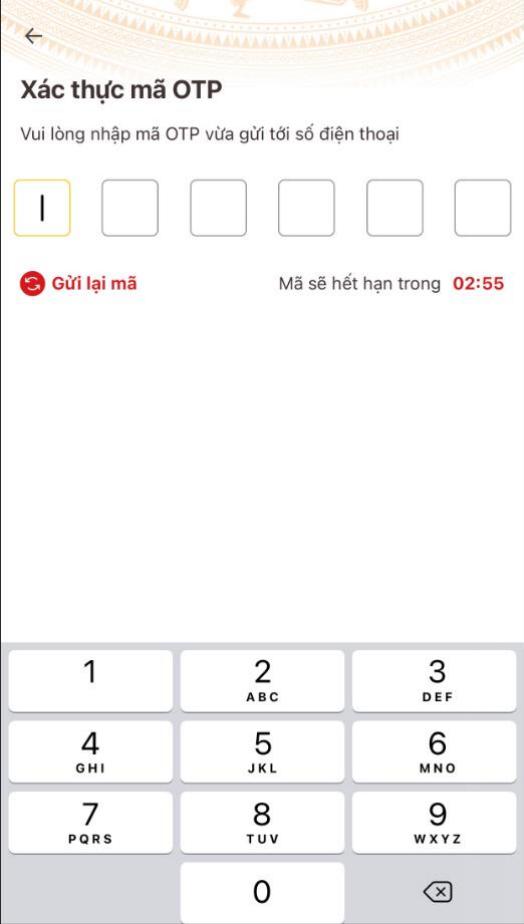 Xác thực mã OTP
Vui lòng nhập mã OTP vừa gửi tới số điện thoại
Gửi lại mã
Mã sẽ hết hạn trong 02:55
1
2
ABC
3
DEF
4
GHI
5
JKL
6
MNO
7
PQRS
8
TUV
9
WXYZ
0